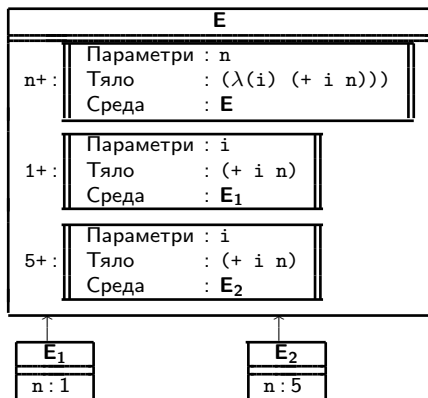 E
n+ : Параметри : n
Тяло : (λ(i) (+ i n)))
Среда : E
1+ : Параметри : i
Тяло : (+ i n)
Среда : E₁
5+ : Параметри : i
Тяло : (+ i n)
Среда : E₂
E₁
n : 1
E₂
n : 5